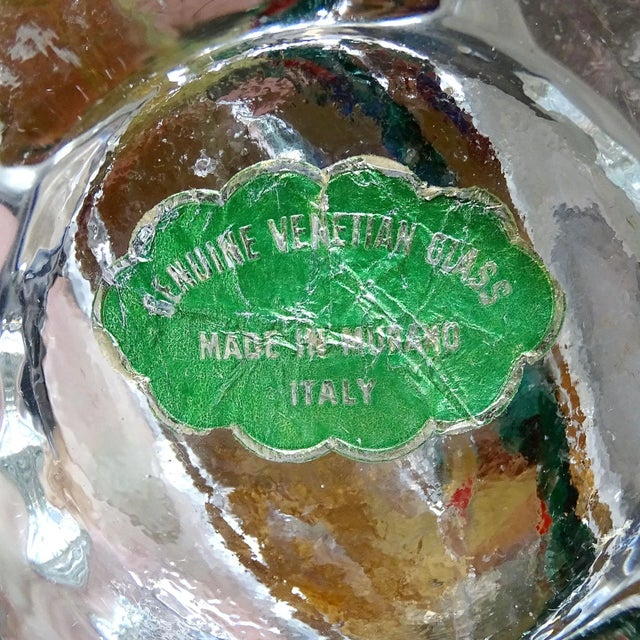 GENUINE VENETIAN GLASS
MADE IN MURANO
ITALY